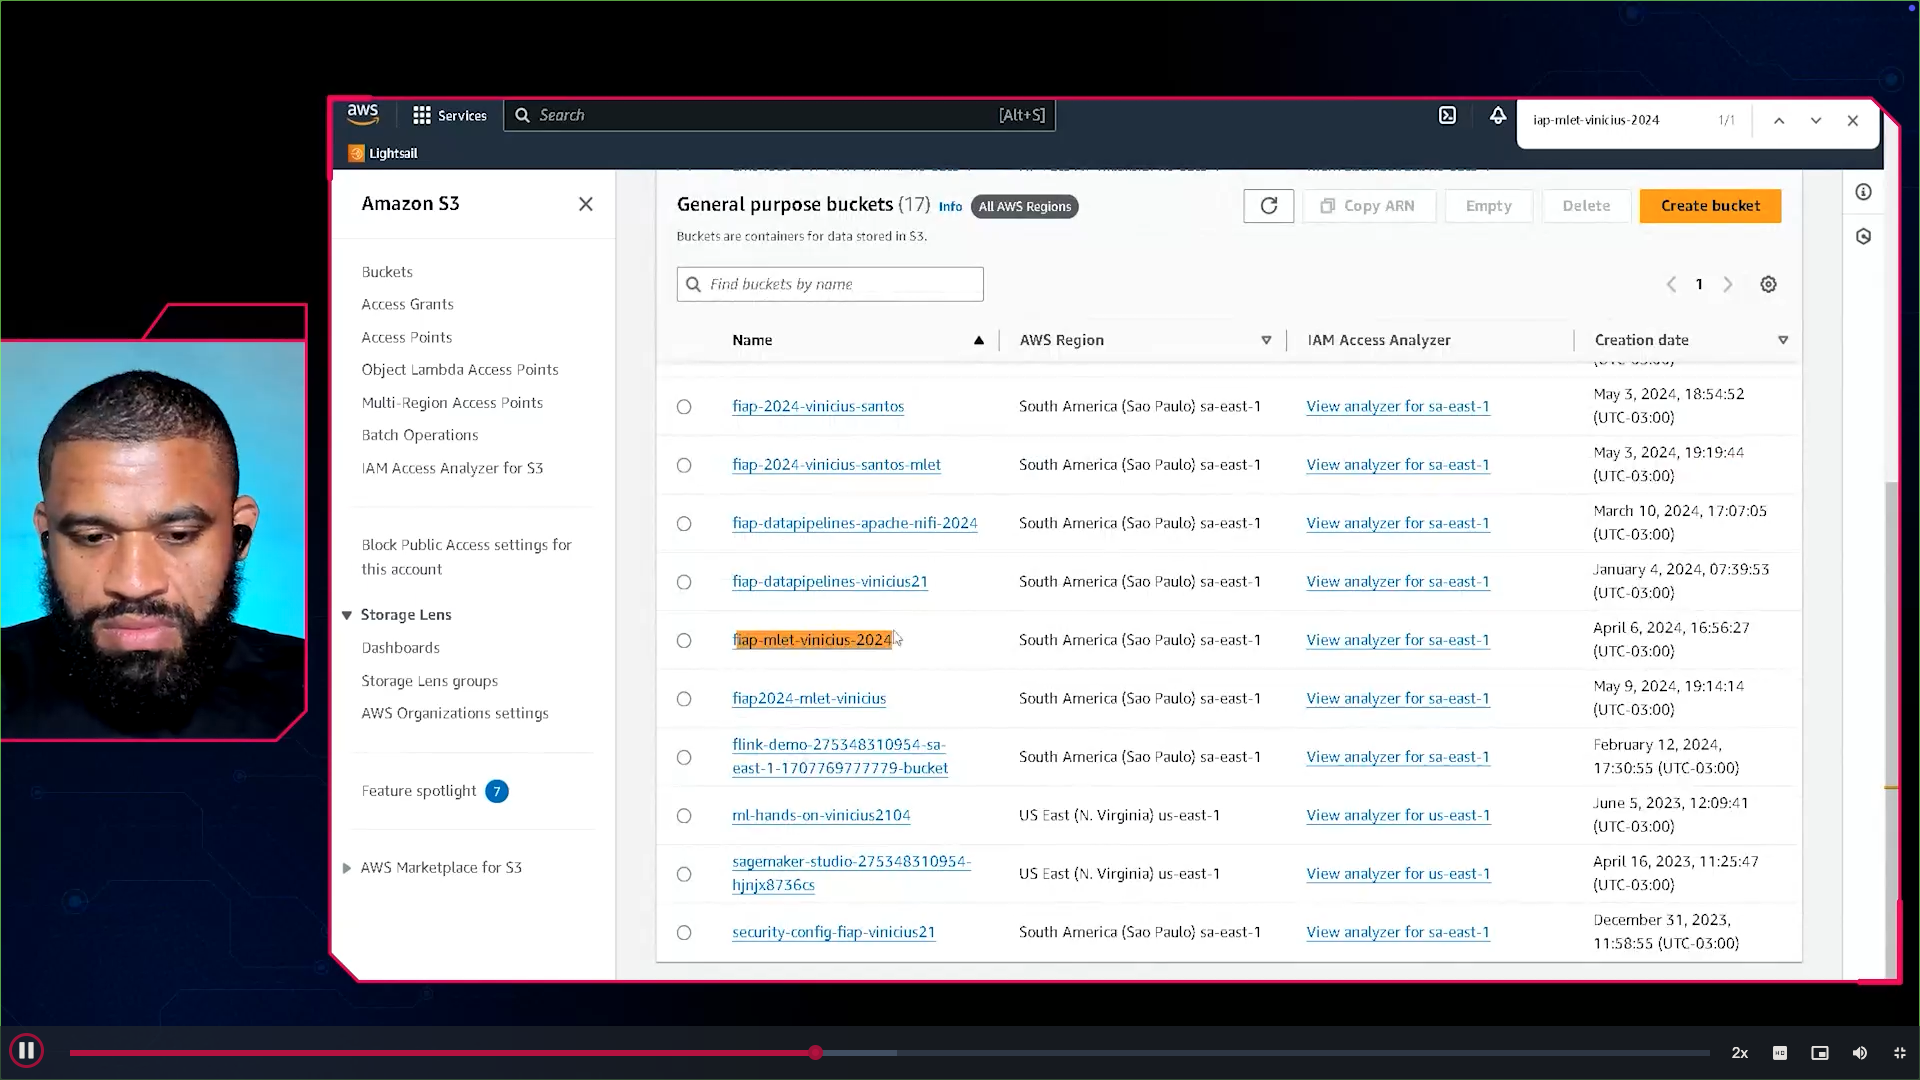 aws
Services
Search
[Alt+S]
iap-mlet-vinicius-2024
1/1
Lightsail
Amazon S3
Buckets
Access Grants
Access Points
Object Lambda Access Points
Multi-Region Access Points
Batch Operations
IAM Access Analyzer for S3
Block Public Access settings for
this account
Storage Lens
Dashboards
Storage Lens groups
AWS Organizations settings
Feature spotlight 7
AWS Marketplace for S3
General purpose buckets (17) Info All AWS Regions
Copy ARN
Empty
Delete
Create bucket
Buckets are containers for data stored in S3.
Find buckets by name
1
Name AWS Region IAM Access Analyzer Creation date
fiap-2024-vinicius-santos South America (Sao Paulo) sa-east-1 View analyzer for sa-east-1 May 3, 2024, 18:54:52
(UTC-03:00)
fiap-2024-vinicius-santos-mlet South America (Sao Paulo) sa-east-1 View analyzer for sa-east-1 May 3, 2024, 19:19:44
(UTC-03:00)
fiap-datapipelines-apache-nifi-2024 South America (Sao Paulo) sa-east-1 View analyzer for sa-east-1 March 10, 2024, 17:07:05
(UTC-03:00)
fiap-datapipelines-vinicius21 South America (Sao Paulo) sa-east-1 View analyzer for sa-east-1 January 4, 2024, 07:39:53
(UTC-03:00)
fiap-mlet-vinicius-2024 South America (Sao Paulo) sa-east-1 View analyzer for sa-east-1 April 6, 2024, 16:56:27
(UTC-03:00)
fiap2024-mlet-vinicius South America (Sao Paulo) sa-east-1 View analyzer for sa-east-1 May 9, 2024, 19:14:14
(UTC-03:00)
flink-demo-275348310954-sa-
east-1-1707769777779-bucket South America (Sao Paulo) sa-east-1 View analyzer for sa-east-1 February 12, 2024,
17:30:55 (UTC-03:00)
ml-hands-on-vinicius2104 US East (N. Virginia) us-east-1 View analyzer for us-east-1 June 5, 2023, 12:09:41
(UTC-03:00)
sagemaker-studio-275348310954-
hjnjx8736cs US East (N. Virginia) us-east-1 View analyzer for us-east-1 April 16, 2023, 11:25:47
(UTC-03:00)
security-config-fiap-vinicius21 South America (Sao Paulo) sa-east-1 View analyzer for sa-east-1 December 31, 2023,
11:58:55 (UTC-03:00)
2x